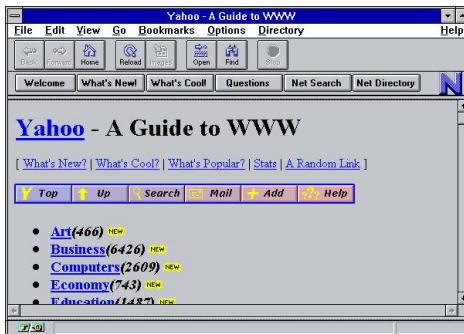 Yahoo - A Guide to WWW
File Edit View Go Bookmarks Options Directory Help
Back Forward Home Reload Images Open Find Stop
Welcome What's New! What's Cool! Questions Net Search Net Directory
N
Yahoo - A Guide to WWW
[ What's New? | What's Cool? | What's Popular? | Stats | A Random Link ]
Y Top Up Search Mail + Add ??? Help
Art(466) NEW
Business(6426) NEW
Computers(2609) NEW
Economy(743) NEW
Education(1487) NEW